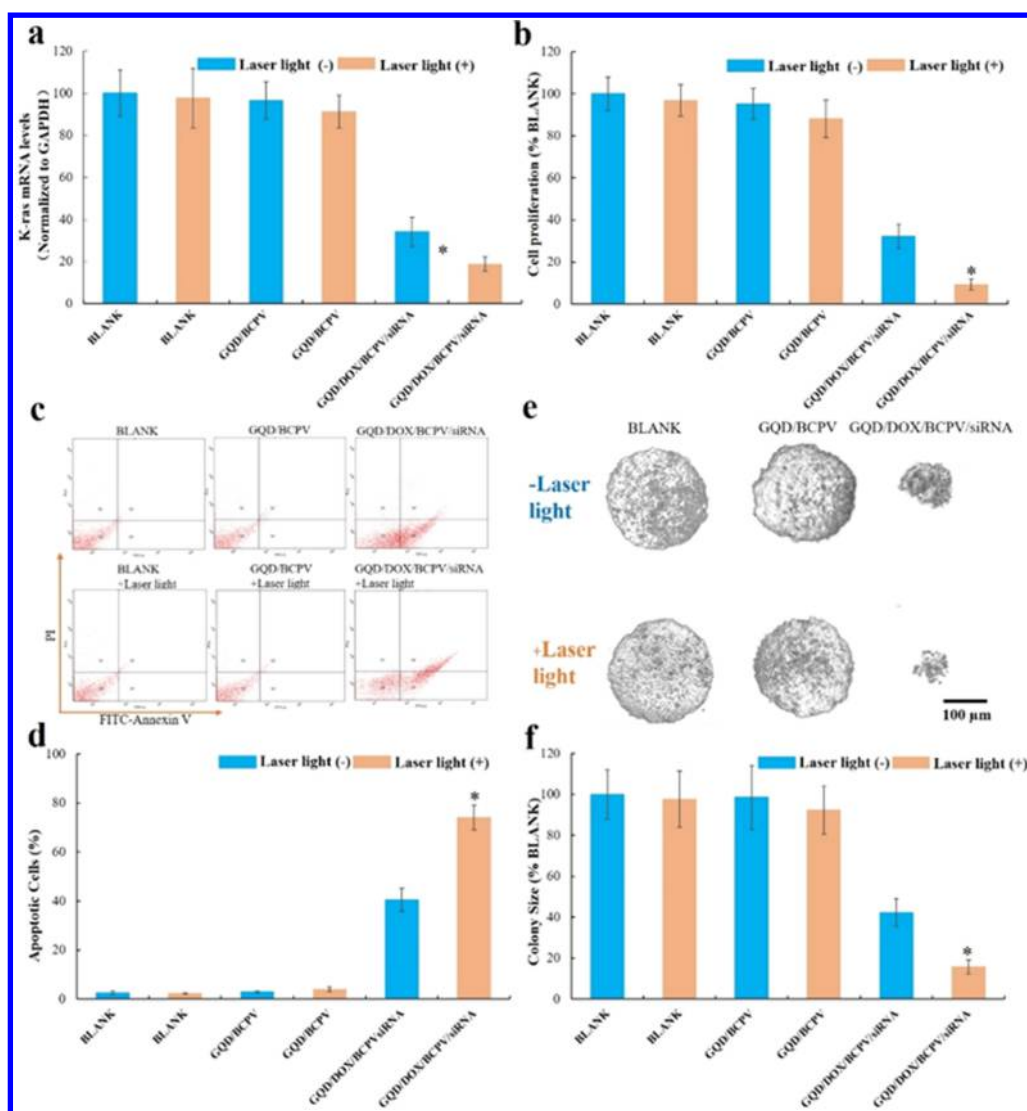 a
Laser light (-)
Laser light (+)
K-ras mRNA levels
(Normalized to GAPDH)
120
100
80
60
40
20
0
*
BLANK
BLANK
GQD/BCPV
GQD/BCPV
GQD/DOX/BCPV/siRNA
GQD/DOX/BCPV/siRNA
b
Laser light (-)
Laser light (+)
Cell proliferation (% BLANK)
120
100
80
60
40
20
0
*
BLANK
BLANK
GQD/BCPV
GQD/BCPV
GQD/DOX/BCPV/siRNA
GQD/DOX/BCPV/siRNA
c
BLANK
GQD/BCPV
GQD/DOX/BCPV/siRNA
BLANK
+Laser light
GQD/BCPV
+Laser light
GQD/DOX/BCPV/siRNA
+Laser light
PI
FITC-Annexin V
e
BLANK
GQD/BCPV
GQD/DOX/BCPV/siRNA
-Laser
light
+Laser
light
100 µm
d
Laser light (-)
Laser light (+)
Apoptotic Cells (%)
100
80
60
40
20
0
*
BLANK
BLANK
GQD/BCPV
GQD/BCPV
GQD/DOX/BCPVsiRNA
GQD/DOX/BCPV/siRNA
f
Laser light (-)
Laser light (+)
Colony Size (% BLANK)
120
100
80
60
40
20
0
*
BLANK
BLANK
GQD/BCPV
GQD/BCPV
GQD/DOX/BCPV/siRNA
GQD/DOX/BCPV/siRNA